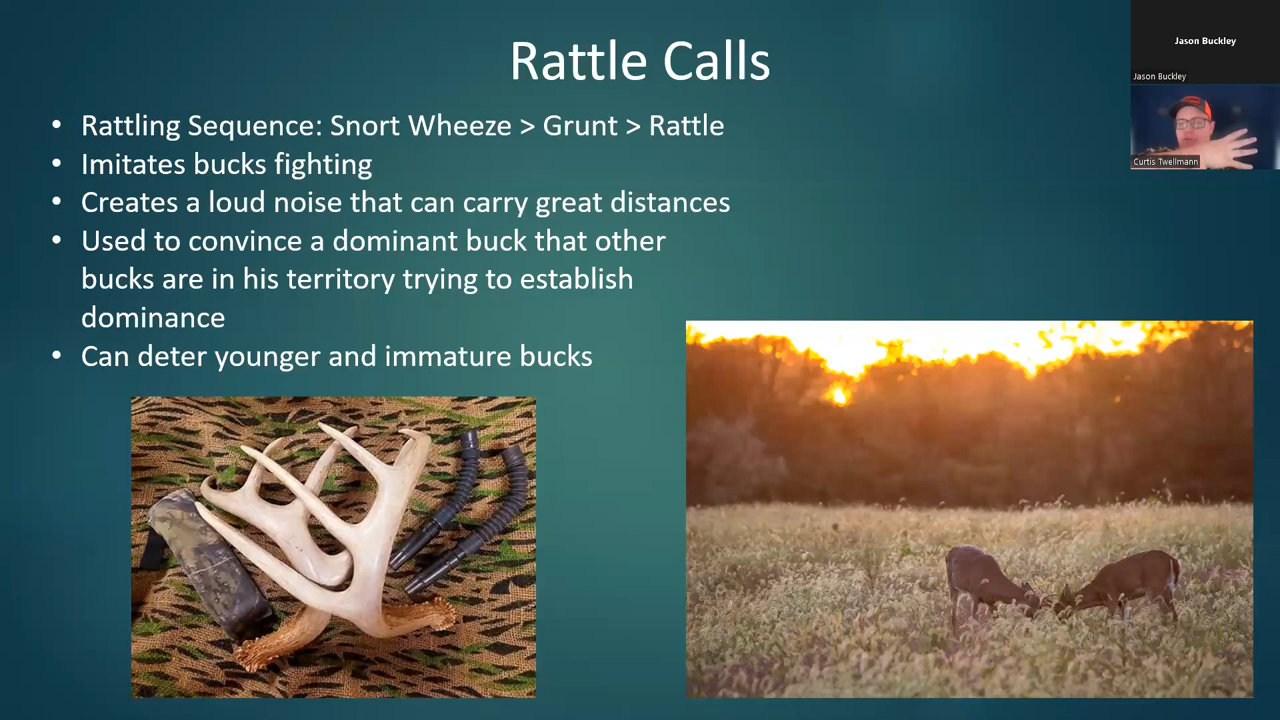 Rattle Calls
• Rattling Sequence: Snort Wheeze > Grunt > Rattle
• Imitates bucks fighting
• Creates a loud noise that can carry great distances
• Used to convince a dominant buck that other
bucks are in his territory trying to establish
dominance
• Can deter younger and immature bucks
Jason Buckley
Jason Buckley
Curtis Twellmann